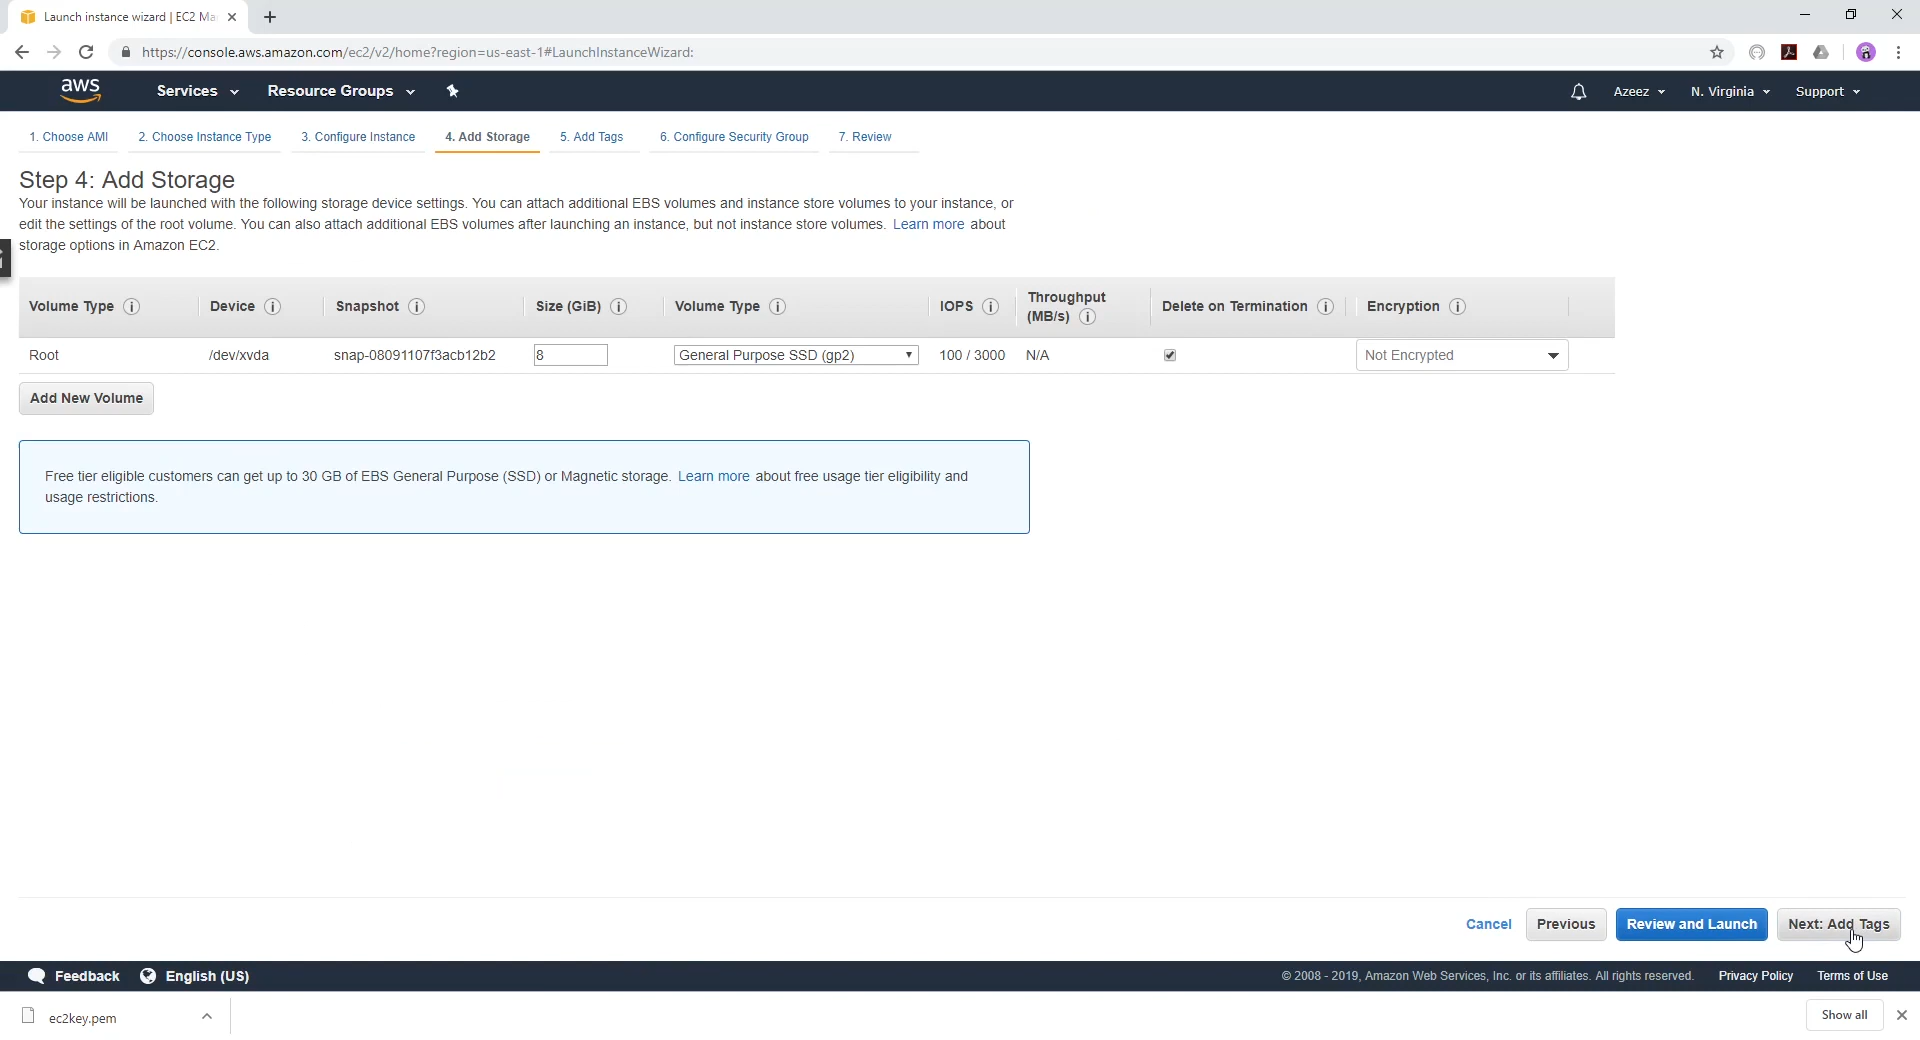 Launch instance wizard | EC2 Ma
https://console.aws.amazon.com/ec2/v2/home?region=us-east-1#LaunchInstanceWizard:
aws Services Resource Groups Azeez N. Virginia Support
1. Choose AMI 2. Choose Instance Type 3. Configure Instance 4. Add Storage 5. Add Tags 6. Configure Security Group 7. Review
Step 4: Add Storage
Your instance will be launched with the following storage device settings. You can attach additional EBS volumes and instance store volumes to your instance, or
edit the settings of the root volume. You can also attach additional EBS volumes after launching an instance, but not instance store volumes. Learn more about
storage options in Amazon EC2.
Volume Type Device Snapshot Size (GiB) Volume Type IOPS Throughput (MB/s) Delete on Termination Encryption
Root /dev/xvda snap-08091107f3acb12b2 8 General Purpose SSD (gp2) 100 / 3000 N/A Not Encrypted
Add New Volume
Free tier eligible customers can get up to 30 GB of EBS General Purpose (SSD) or Magnetic storage. Learn more about free usage tier eligibility and
usage restrictions.
Cancel Previous Review and Launch Next: Add Tags
Feedback English (US) © 2008 - 2019, Amazon Web Services, Inc. or its affiliates. All rights reserved. Privacy Policy Terms of Use
ec2key.pem Show all